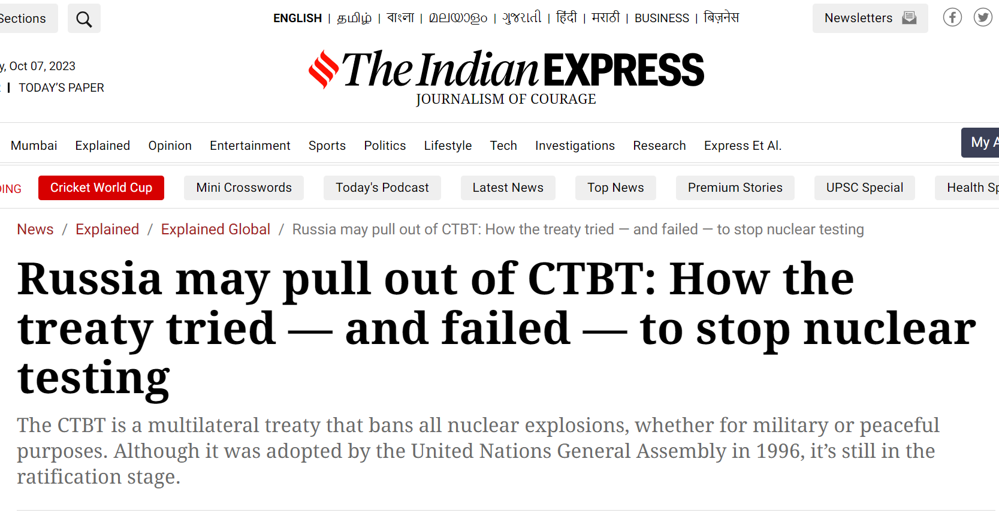 Sections
ENGLISH | தமிழ் | বাংলা | മലയാളം | ગુજરાતી | हिंदी | मराठी | BUSINESS | बिज़नेस
Newsletters
y, Oct 07, 2023
TODAY'S PAPER
The Indian EXPRESS
JOURNALISM OF COURAGE
Mumbai Explained Opinion Entertainment Sports Politics Lifestyle Tech Investigations Research Express Et Al.
My A
DING Cricket World Cup Mini Crosswords Today's Podcast Latest News Top News Premium Stories UPSC Special Health Sp
News / Explained / Explained Global / Russia may pull out of CTBT: How the treaty tried — and failed — to stop nuclear testing
Russia may pull out of CTBT: How the
treaty tried — and failed — to stop nuclear
testing
The CTBT is a multilateral treaty that bans all nuclear explosions, whether for military or peaceful
purposes. Although it was adopted by the United Nations General Assembly in 1996, it's still in the
ratification stage.